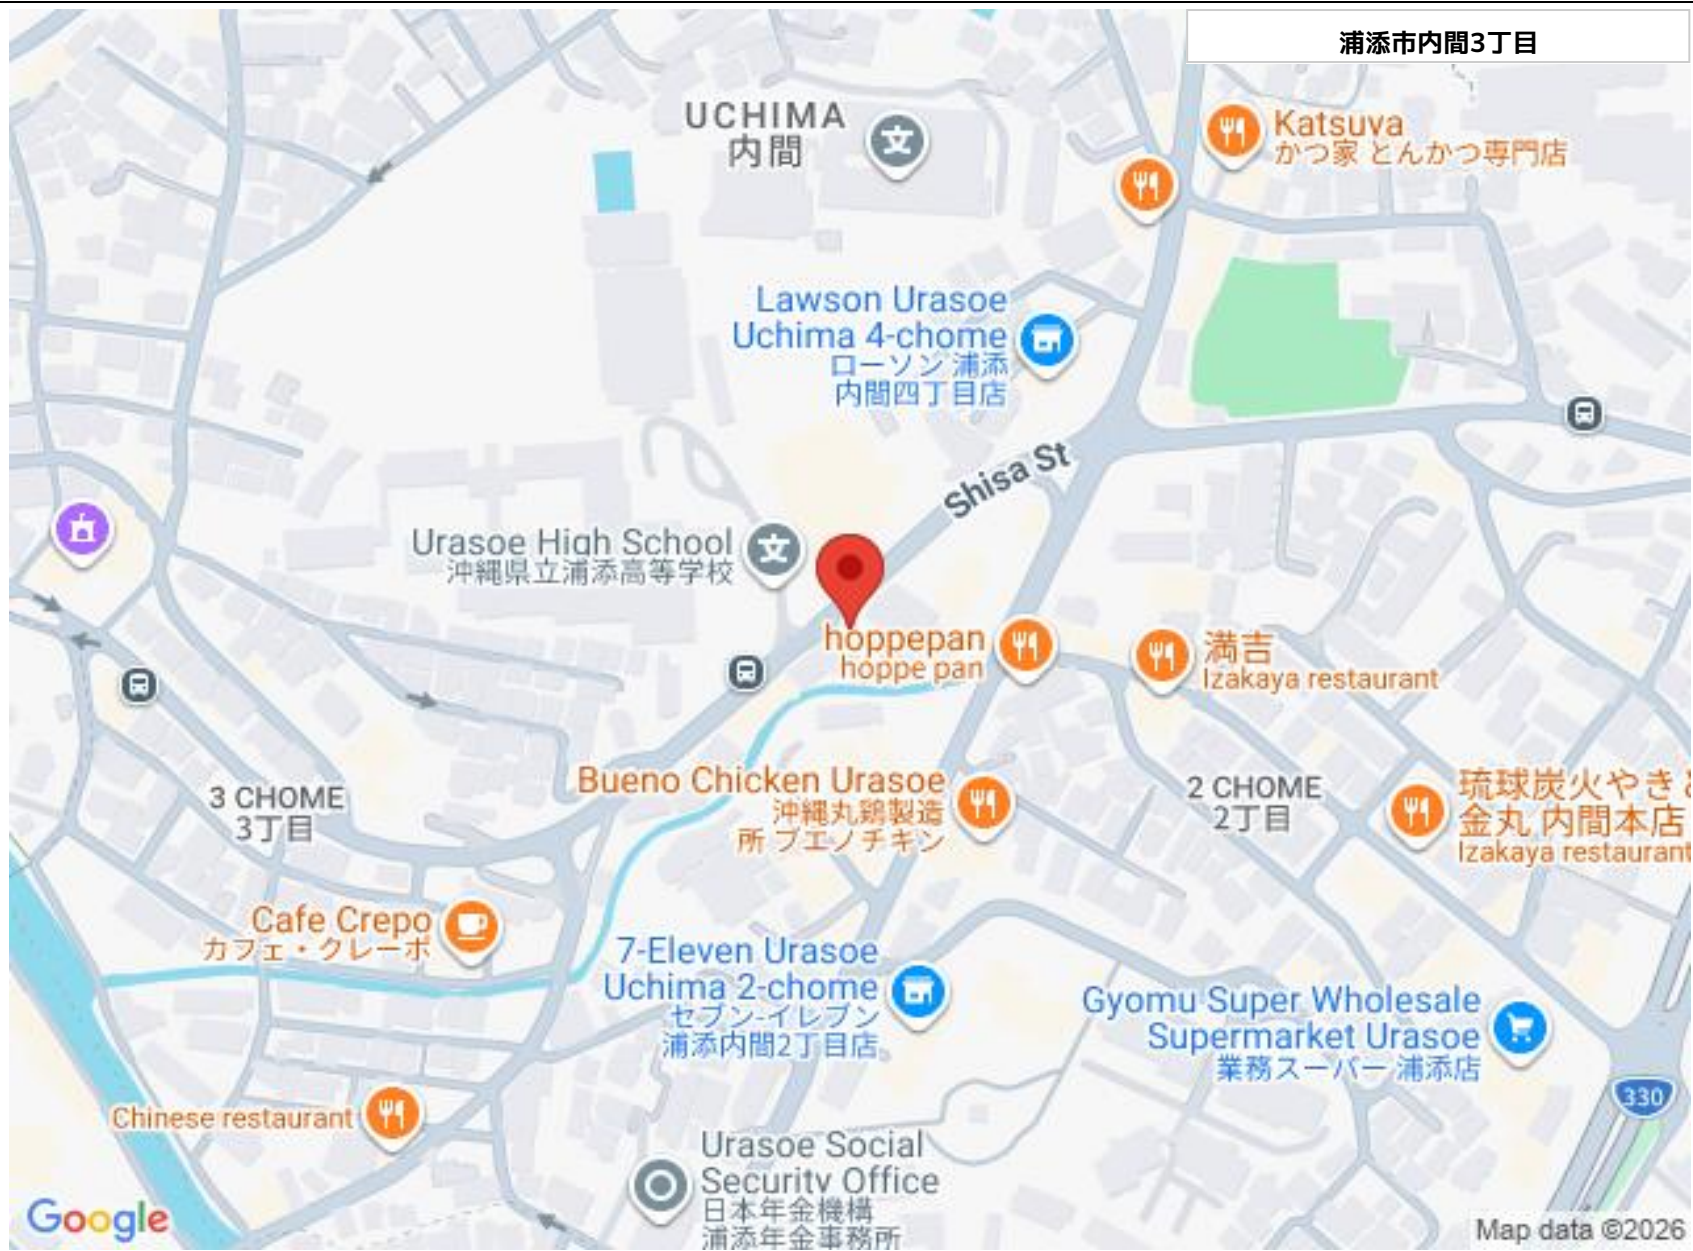 浦添市内間3丁目
UCHIMA
内間
Katsuya
かつ家 とんかつ専門店
Lawson Urasoe
Uchima 4-chome
ローソン 浦添
内間四丁目店
Shisa St
Urasoe High School
沖縄県立浦添高等学校
hoppepan
hoppe pan
満吉
Izakaya restaurant
Bueno Chicken Urasoe
沖縄丸鶏製造
所 ブエノチキン
3 CHOME
3丁目
2 CHOME
2丁目
琉球炭火やき
金丸 内間本店
Izakaya restaurant
Cafe Crepo
カフェ・クレーポ
7-Eleven Urasoe
Uchima 2-chome
セブン-イレブン
浦添内間2丁目店
Gyomu Super Wholesale
Supermarket Urasoe
業務スーパー 浦添店
330
Chinese restaurant
Urasoe Social
Security Office
日本年金機構
浦添年金事務所
Google
Map data ©2026